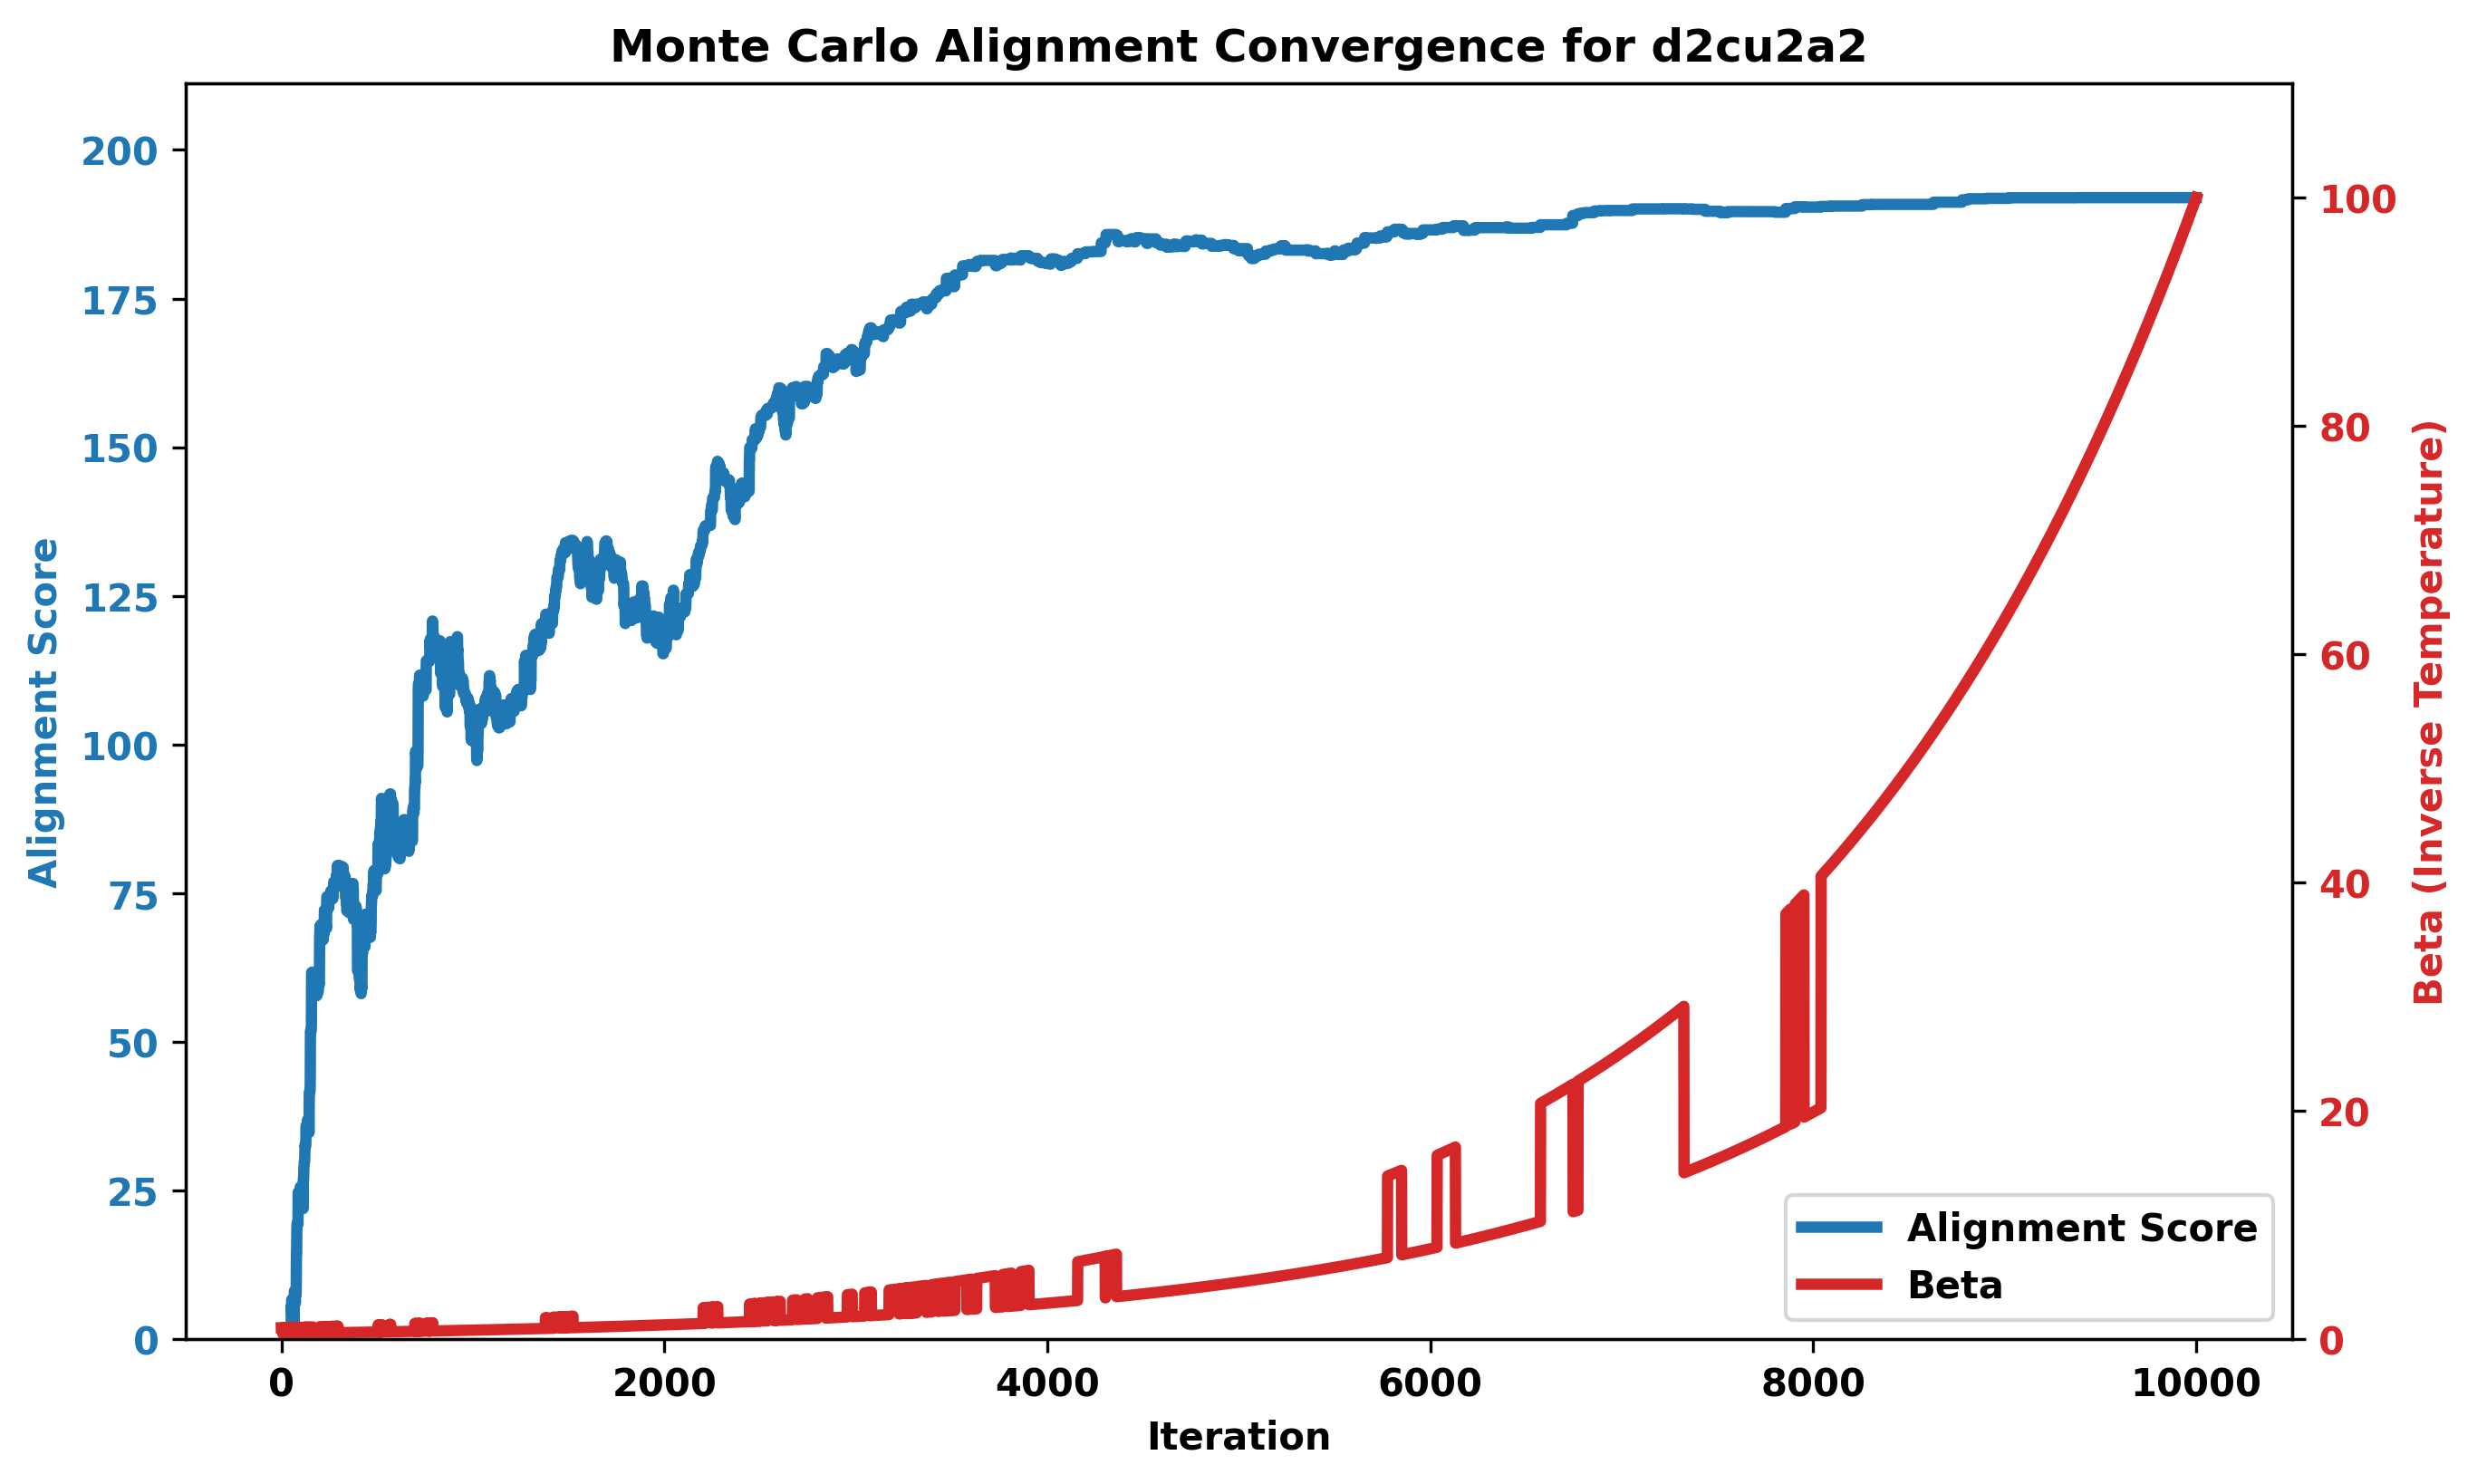 Monte Carlo Alignment Convergence for d2cu2a2
Alignment Score
200
175
150
125
100
75
50
25
0
100
80
60
40
20
0
Beta (Inverse Temperature)
Alignment Score
Beta
0 2000 4000 6000 8000 10000
Iteration